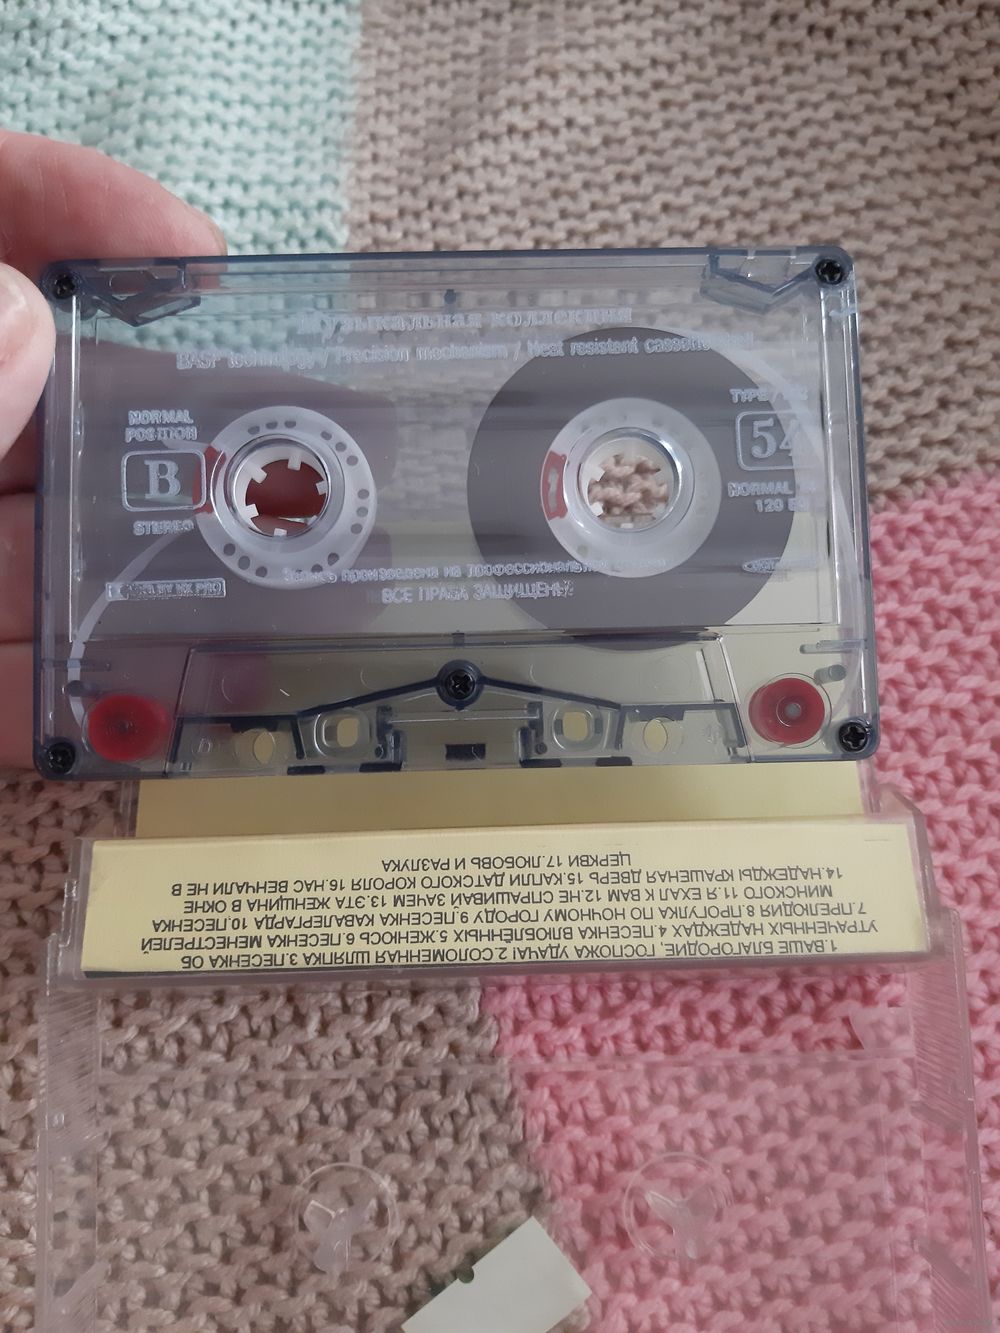 Музыкальная коллекция
BASF technology / Precision mechanism / Heat resistant cassette
NORMAL
POSITION
B
STEREO
TYPE I
54
NORMAL
120
Запись произведена на профессиональном
ВСЕ ПРАВА ЗАЩИЩЕНЫ
1.ВАШЕ БЛАГОРОДИЕ, ГОСПОЖА УДАЧА! 2.СОЛОМЕННАЯ ШЛЯПКА 3.ПЕСЕНКА ОБ
УТРАЧЕННЫХ НАДЕЖДАХ 4.ПЕСЕНКА ВЛЮБЛЁННЫХ 5.ЖЕНЮСЬ 6.ПЕСЕНКА МЕНЕСТРЕЛЕЙ
7.ПРЕЛЮДИЯ 8.ПРОГУЛКА ПО НОЧНОМУ ГОРОДУ 9.ПЕСЕНКА КАВАЛЕРГАРДА 10.ПЕСЕНКА
МИНСКОГО 11.Я ЕХАЛ К ВАМ 12.НЕ СПРАШИВАЙ ЗАЧЕМ 13.ЭТА ЖЕНЩИНА В ОКНЕ
14.НАДЕЖДЫ КРАШЕНАЯ ДВЕРЬ 15.КАПЛИ ДАТСКОГО КОРОЛЯ 16.НАС ВЕНЧАЛИ НЕ В
ЦЕРКВИ 17.ЛЮБОВЬ И РАЗЛУКА